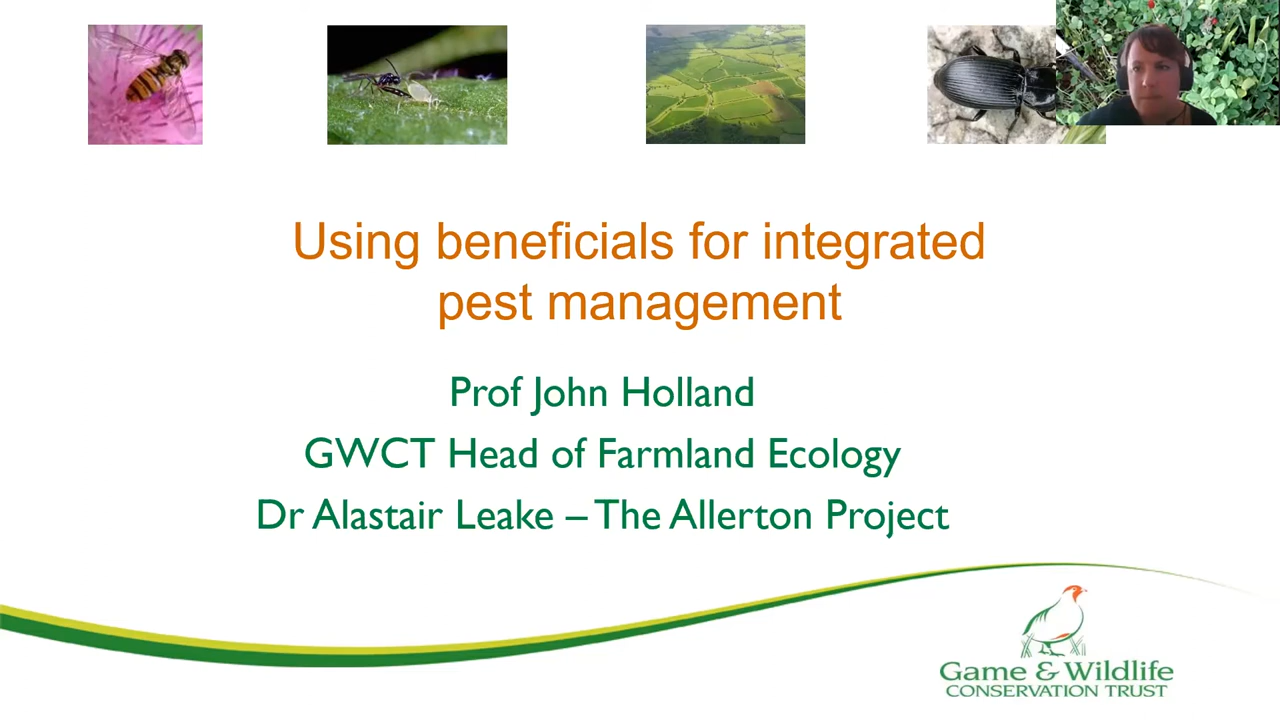 Using beneficials for integrated
pest management
Prof John Holland
GWCT Head of Farmland Ecology
Dr Alastair Leake – The Allerton Project
Game & Wildlife
CONSERVATION TRUST